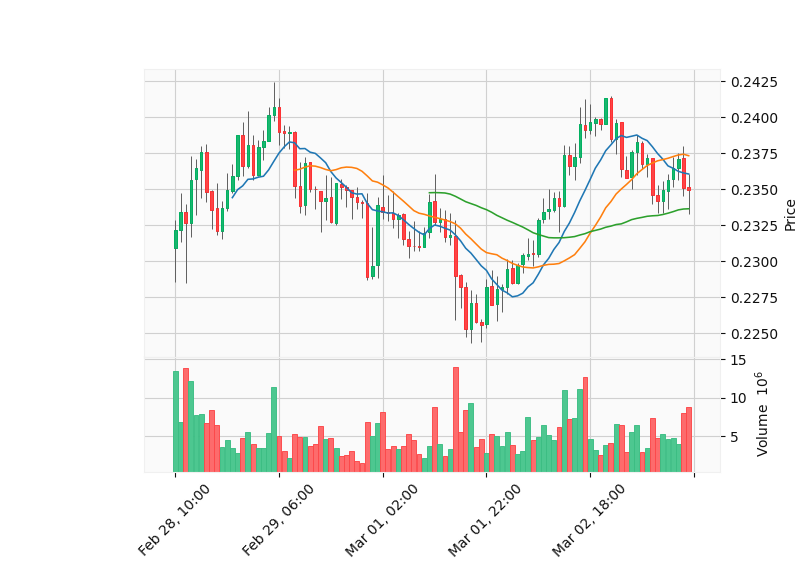 0.2425
0.2400
0.2375
0.2350
0.2325
0.2300
0.2275
0.2250
Price
15
10
5
Volume 10⁶
Feb 28, 10:00
Feb 29, 06:00
Mar 01, 02:00
Mar 01, 22:00
Mar 02, 18:00